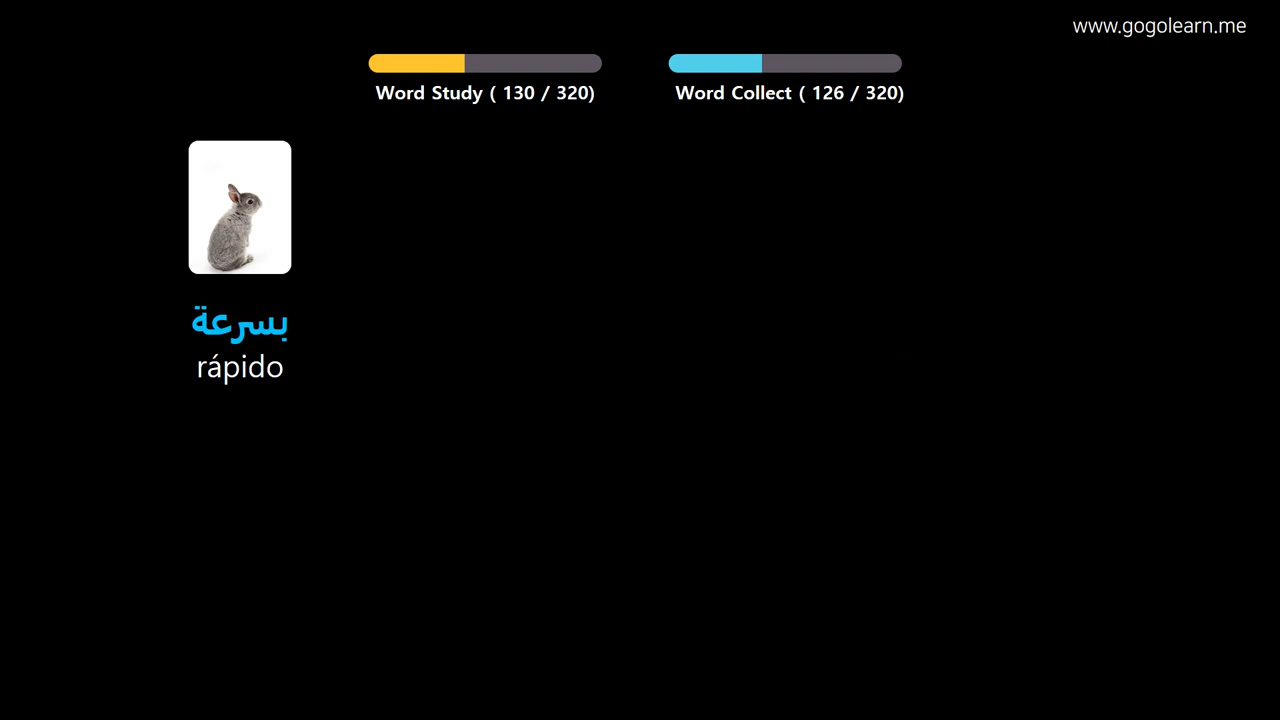 www.gogolearn.me
Word Study ( 130 / 320)
Word Collect ( 126 / 320)
بسرعة
rápido